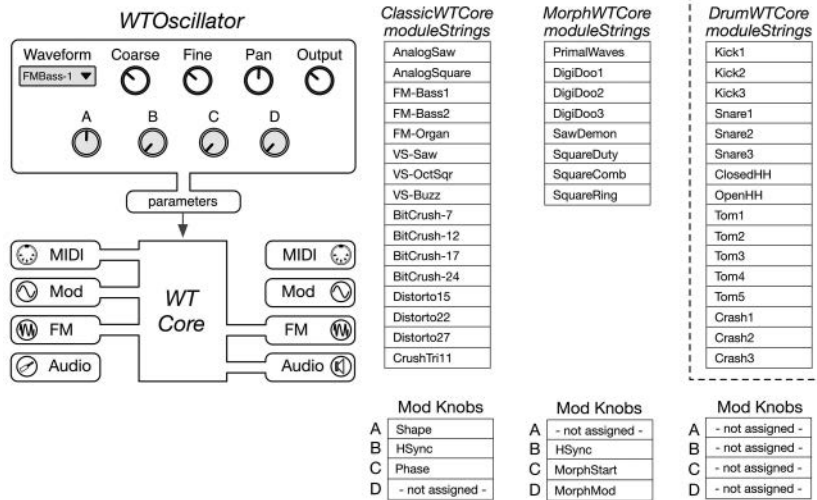 WTOscillator
Waveform Coarse Fine Pan Output
FMBass-1
A B C D
parameters
MIDI MIDI
Mod Mod
WT
Core
FM FM
Audio Audio
ClassicWTCore
moduleStrings
AnalogSaw
AnalogSquare
FM-Bass1
FM-Bass2
FM-Organ
VS-Saw
VS-OctSqr
VS-Buzz
BitCrush-7
BitCrush-12
BitCrush-17
BitCrush-24
Distorto15
Distorto22
Distorto27
CrushTri11
Mod Knobs
A Shape
B HSync
C Phase
D - not assigned -
MorphWTCore
moduleStrings
PrimalWaves
DigiDoo1
DigiDoo2
DigiDoo3
SawDemon
SquareDuty
SquareComb
SquareRing
Mod Knobs
A - not assigned -
B HSync
C MorphStart
D MorphMod
DrumWTCore
moduleStrings
Kick1
Kick2
Kick3
Snare1
Snare2
Snare3
ClosedHH
OpenHH
Tom1
Tom2
Tom3
Tom4
Tom5
Crash1
Crash2
Crash3
Mod Knobs
A - not assigned -
B - not assigned -
C - not assigned -
D - not assigned -